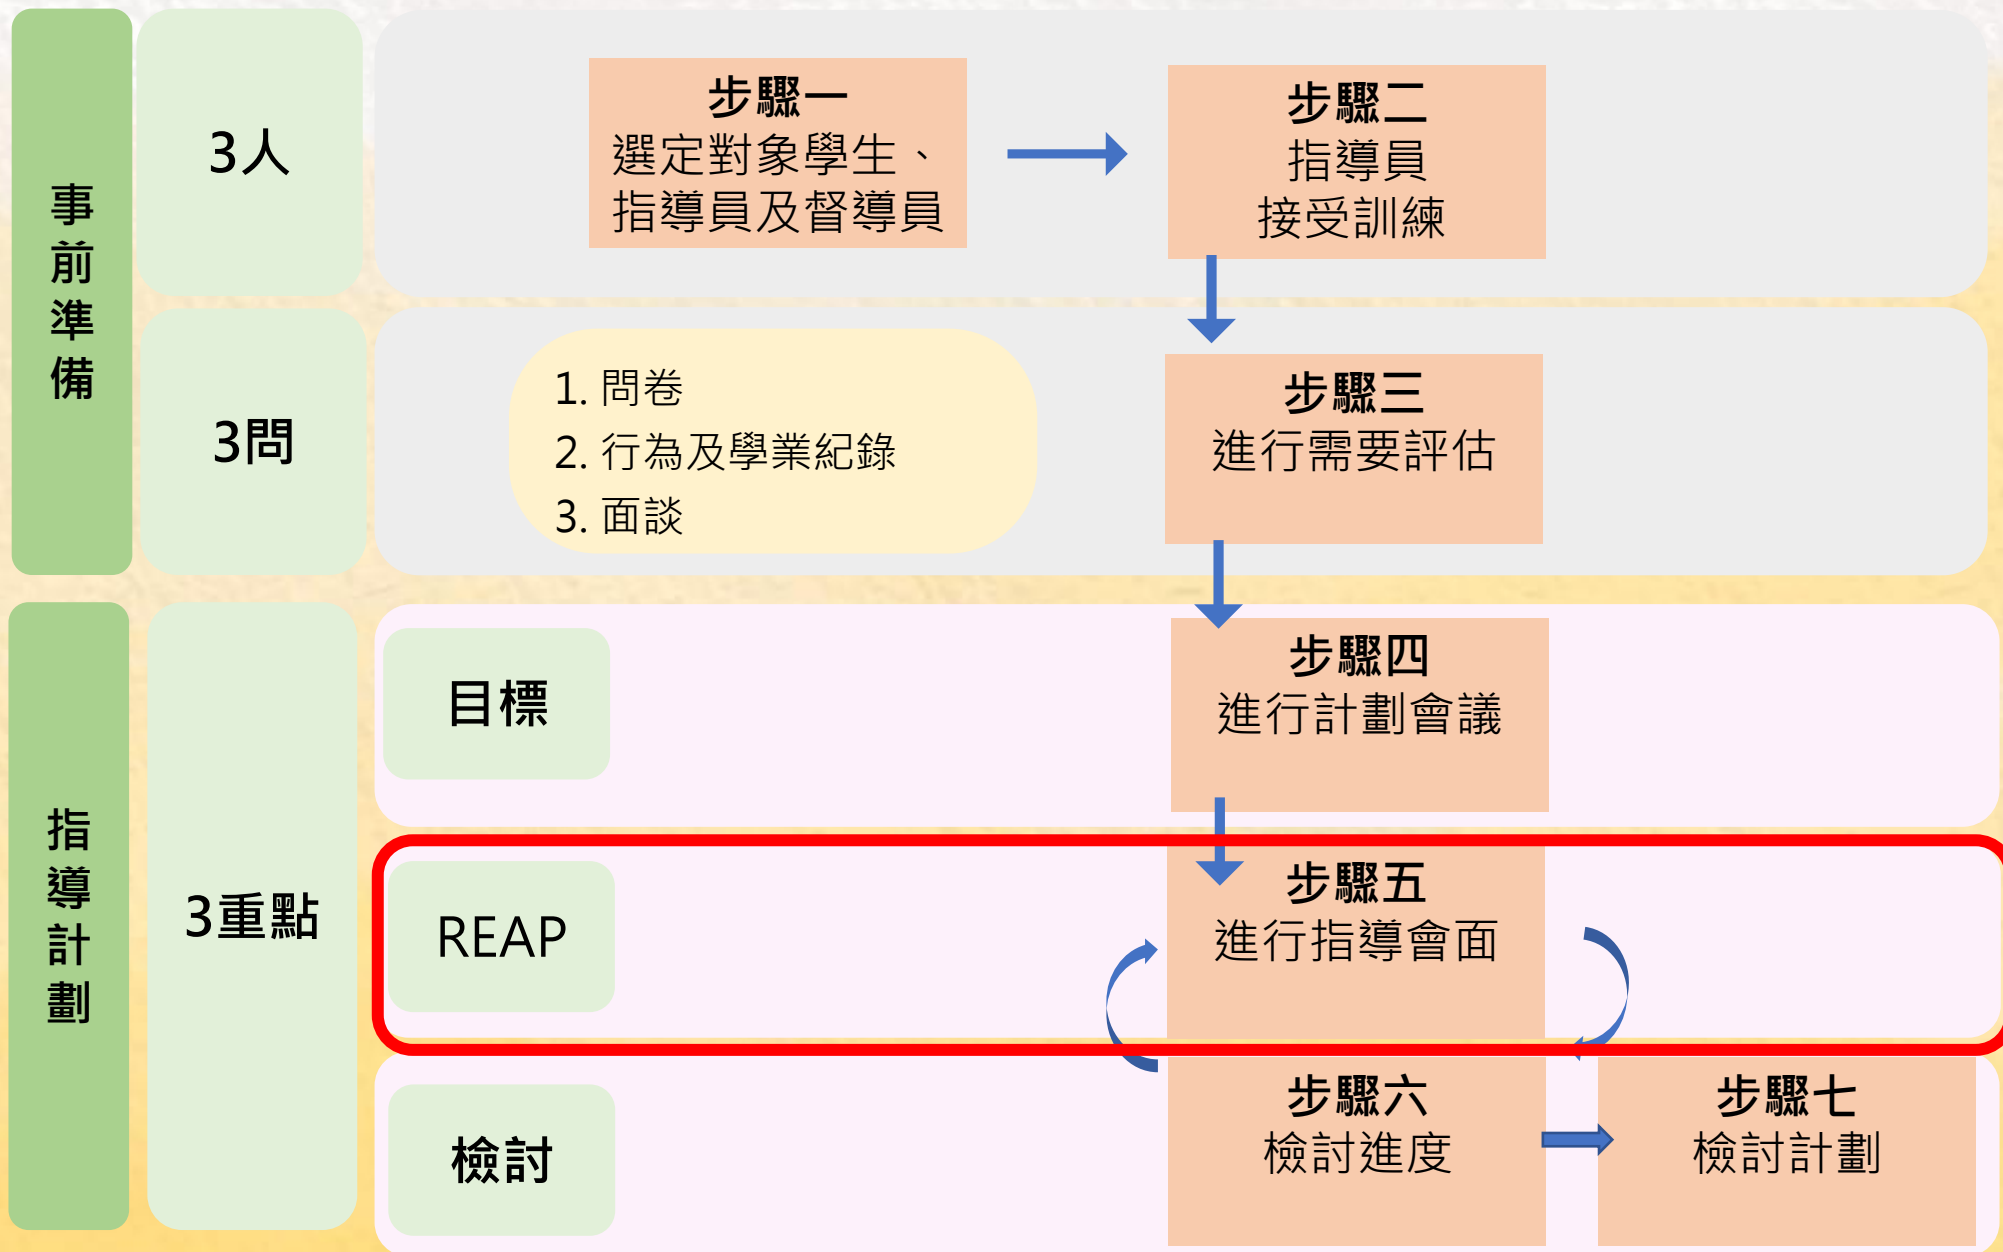 事前準備
3人
步驟一
選定對象學生、
指導員及督導員
步驟二
指導員
接受訓練
3問
1. 問卷
2. 行為及學業紀錄
3. 面談
步驟三
進行需要評估
指導計劃
3重點
目標
步驟四
進行計劃會議
REAP
步驟五
進行指導會面
檢討
步驟六
檢討進度
步驟七
檢討計劃